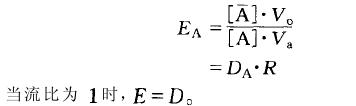 E_A = [Ā]·V_o / [A]·V_a
= D_A·R
当流比为 1时, E=D。